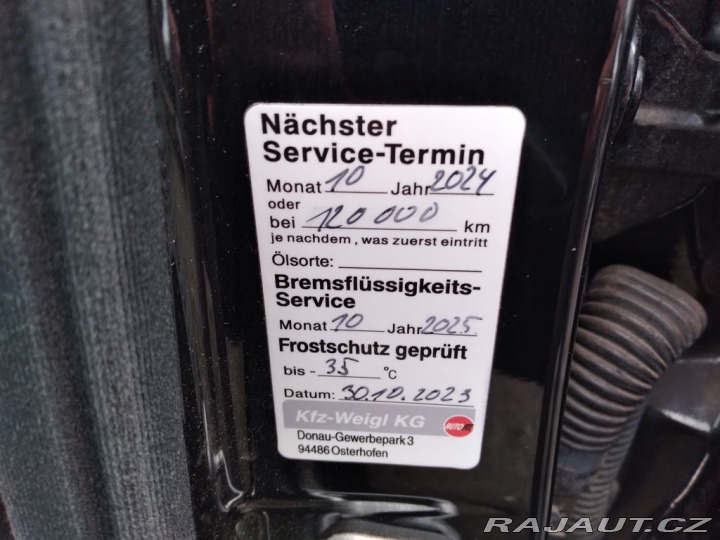 Nächster
Service-Termin
Monat 10 Jahr 2024
oder
bei 120 000 km
je nachdem, was zuerst eintritt
Ölsorte:
Bremsflüssigkeits-
Service
Monat 10 Jahr 2025
Frostschutz geprüft
bis - 35 °C
Datum: 30.10.2023
Kfz-Weigl KG
Donau-Gewerbepark 3
94486 Osterhofen
RAJAUT.CZ